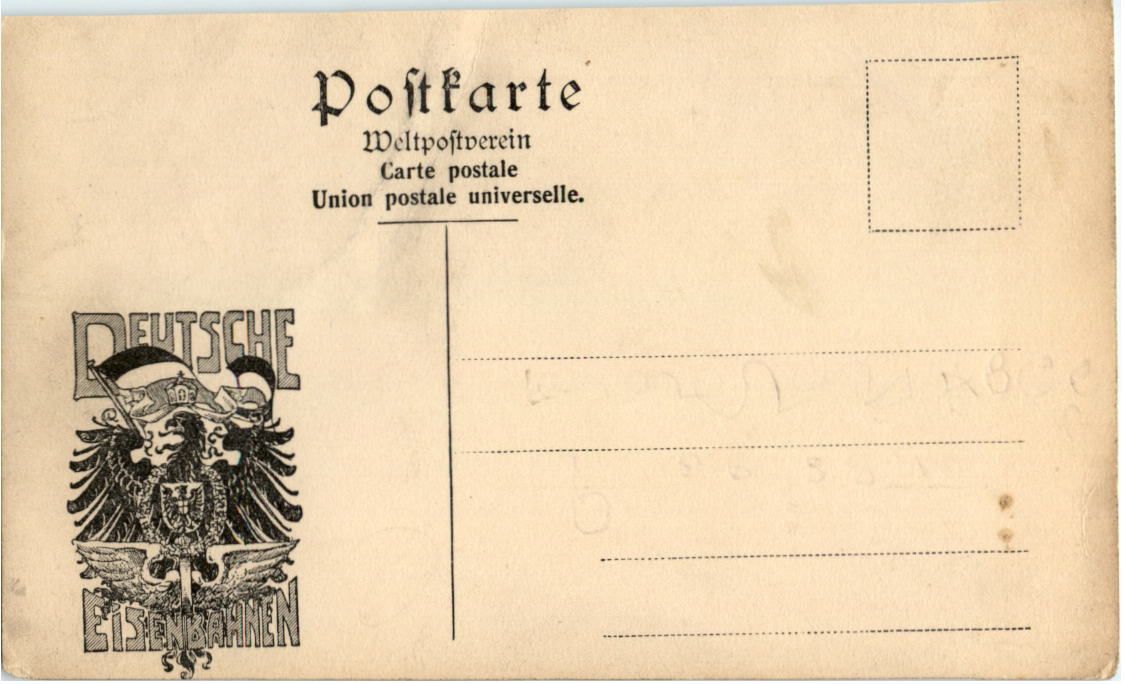 Poſtkarte
Weltpoſtverein
Carte postale
Union postale universelle.
DEUTSCHE
EISENBAHNEN